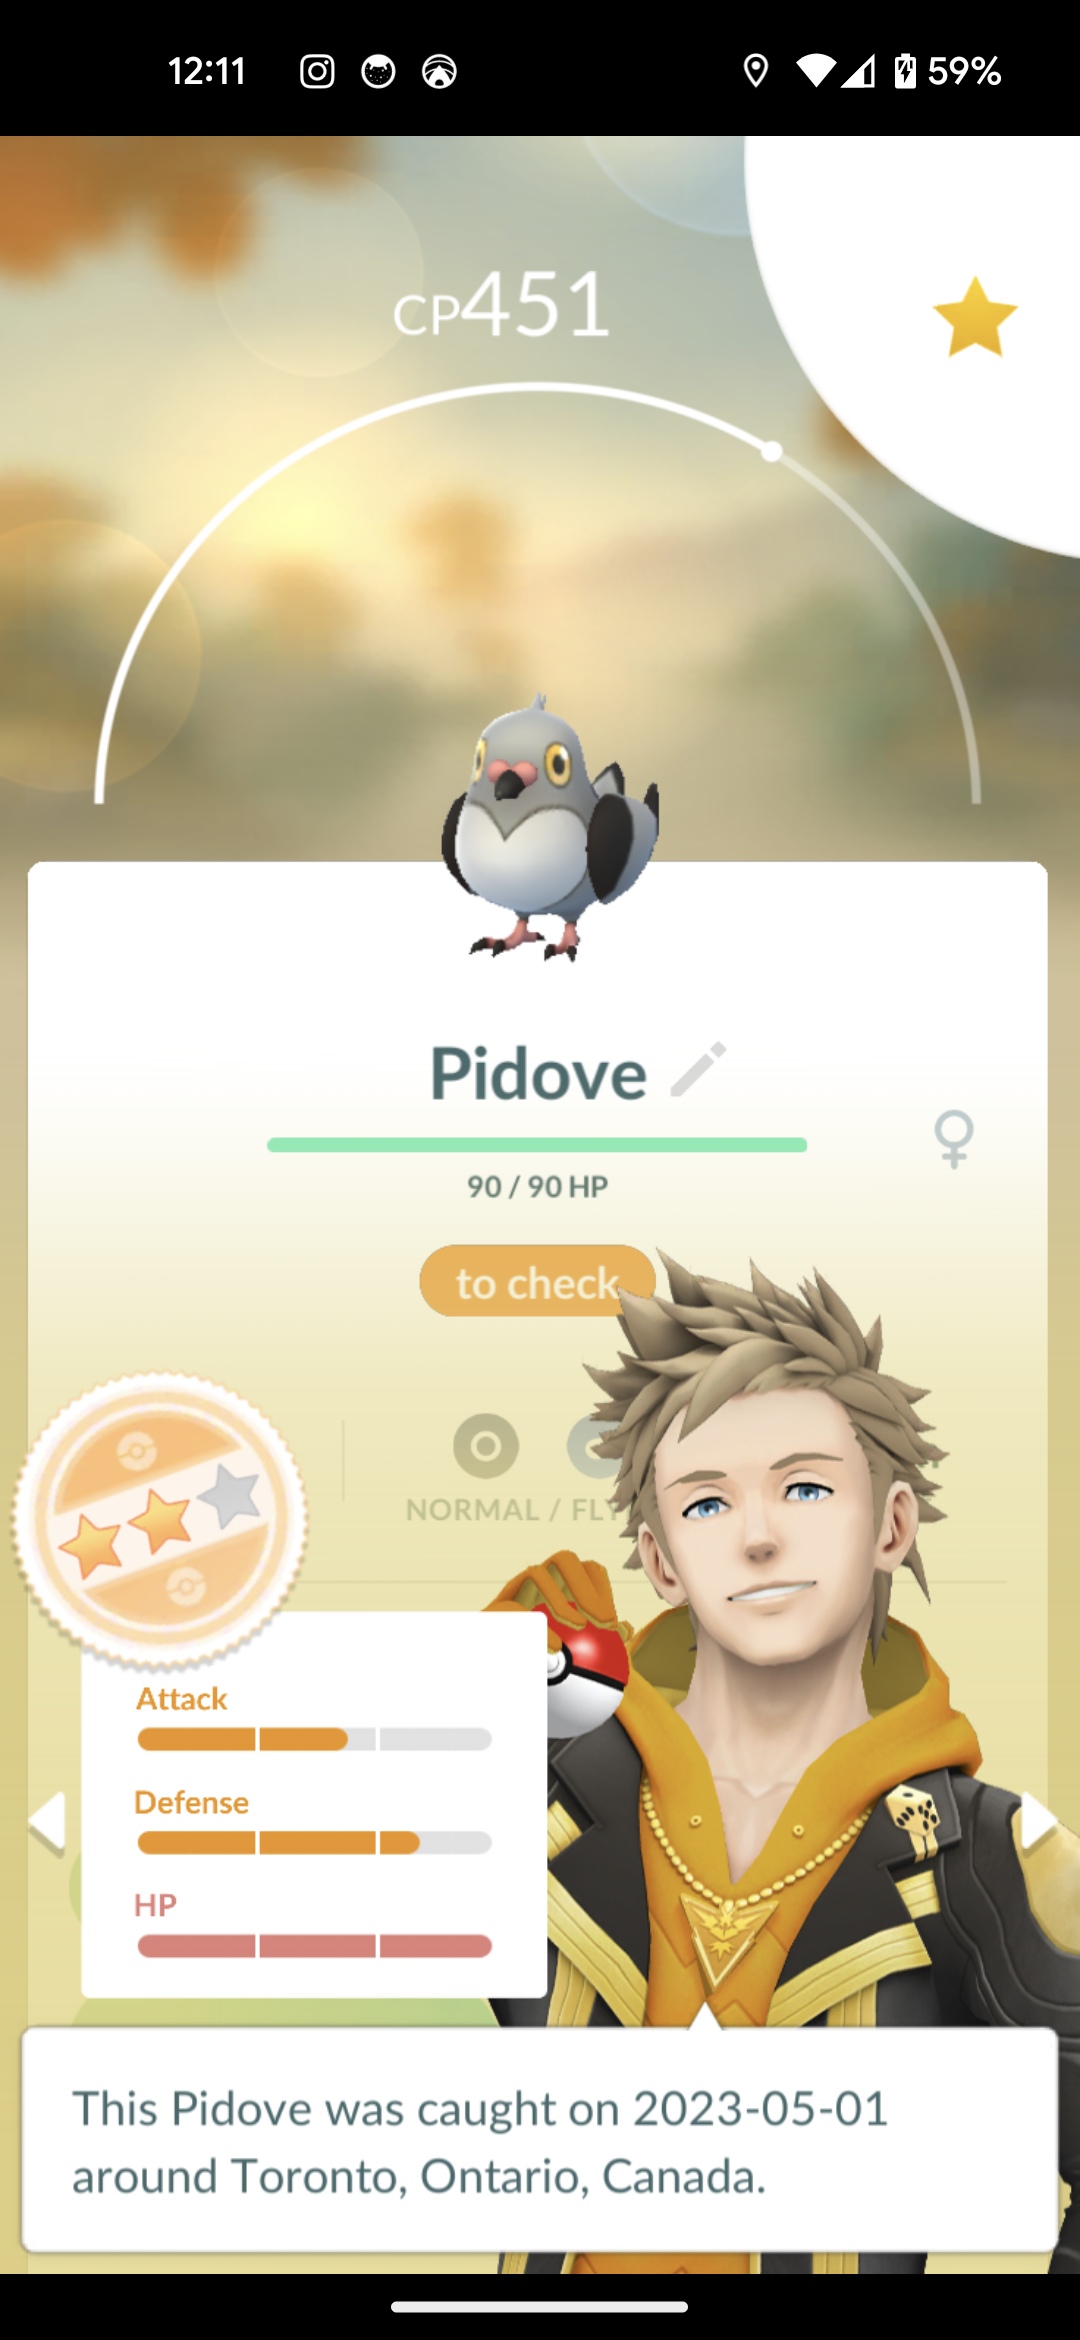 12:11
59%
CP451
Pidove
90 / 90 HP
to check
NORMAL / FLY
Attack
Defense
HP
This Pidove was caught on 2023-05-01
around Toronto, Ontario, Canada.